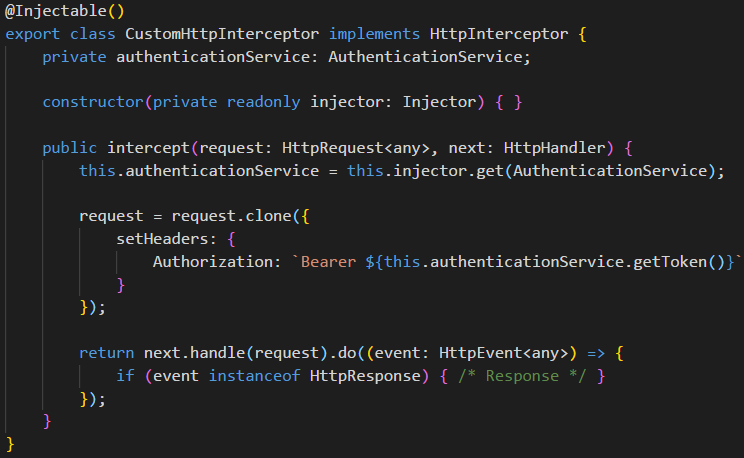 @Injectable()
export class CustomHttpInterceptor implements HttpInterceptor {
private authenticationService: AuthenticationService;
constructor(private readonly injector: Injector) { }
public intercept(request: HttpRequest<any>, next: HttpHandler) {
this.authenticationService = this.injector.get(AuthenticationService);
request = request.clone({
setHeaders: {
Authorization: `Bearer ${this.authenticationService.getToken()}`
}
});
return next.handle(request).do((event: HttpEvent<any>) => {
if (event instanceof HttpResponse) { /* Response */ }
});
}
}